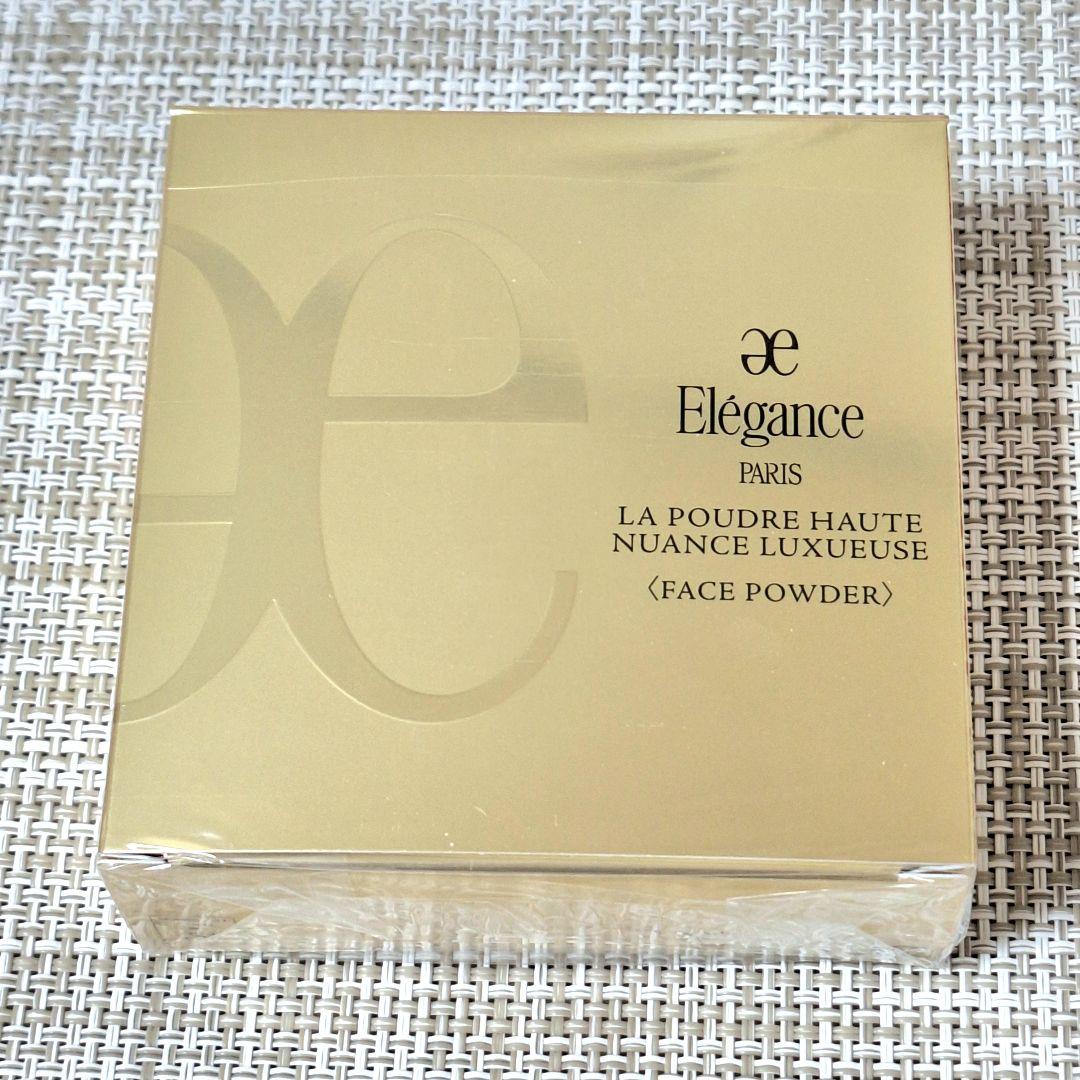 æ
Elégance
PARIS
LA POUDRE HAUTE
NUANCE LUXUEUSE
〈FACE POWDER〉